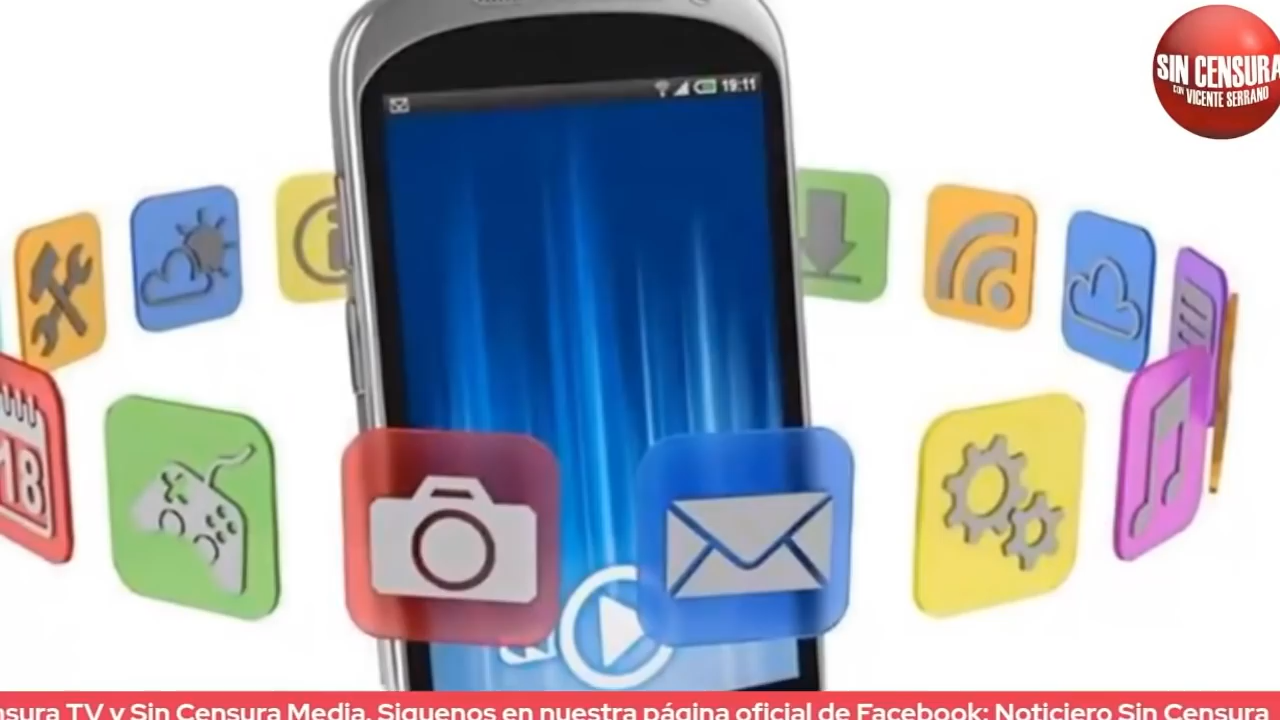 SIN CENSURA
CON VICENTE SERRANO
19:11
18
nsura TV y Sin Censura Media. Siguenos en nuestra página oficial de Facebook: Noticiero Sin Censura